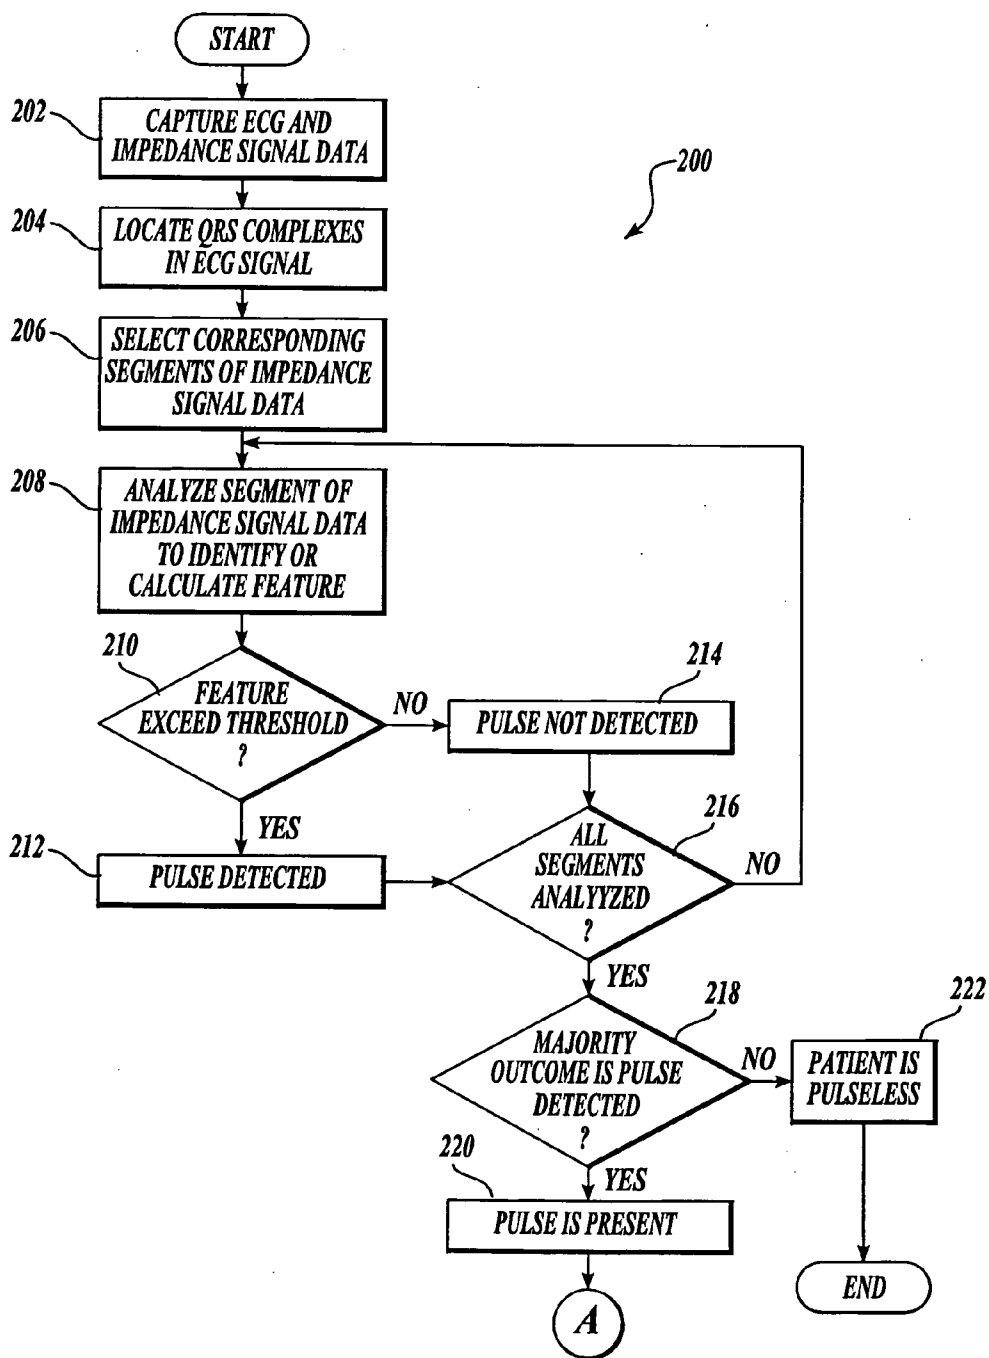 START
202
CAPTURE ECG AND
IMPEDANCE SIGNAL DATA
200
204
LOCATE QRS COMPLEXES
IN ECG SIGNAL
206
SELECT CORRESPONDING
SEGMENTS OF IMPEDANCE
SIGNAL DATA
208
ANALYZE SEGMENT OF
IMPEDANCE SIGNAL DATA
TO IDENTIFY OR
CALCULATE FEATURE
210
FEATURE
EXCEED THRESHOLD
?
NO
214
PULSE NOT DETECTED
YES
212
PULSE DETECTED
216
ALL
SEGMENTS
ANALYYZED
?
NO
YES
218
MAJORITY
OUTCOME IS PULSE
DETECTED
?
NO
222
PATIENT IS
PULSELESS
YES
220
PULSE IS PRESENT
END
A